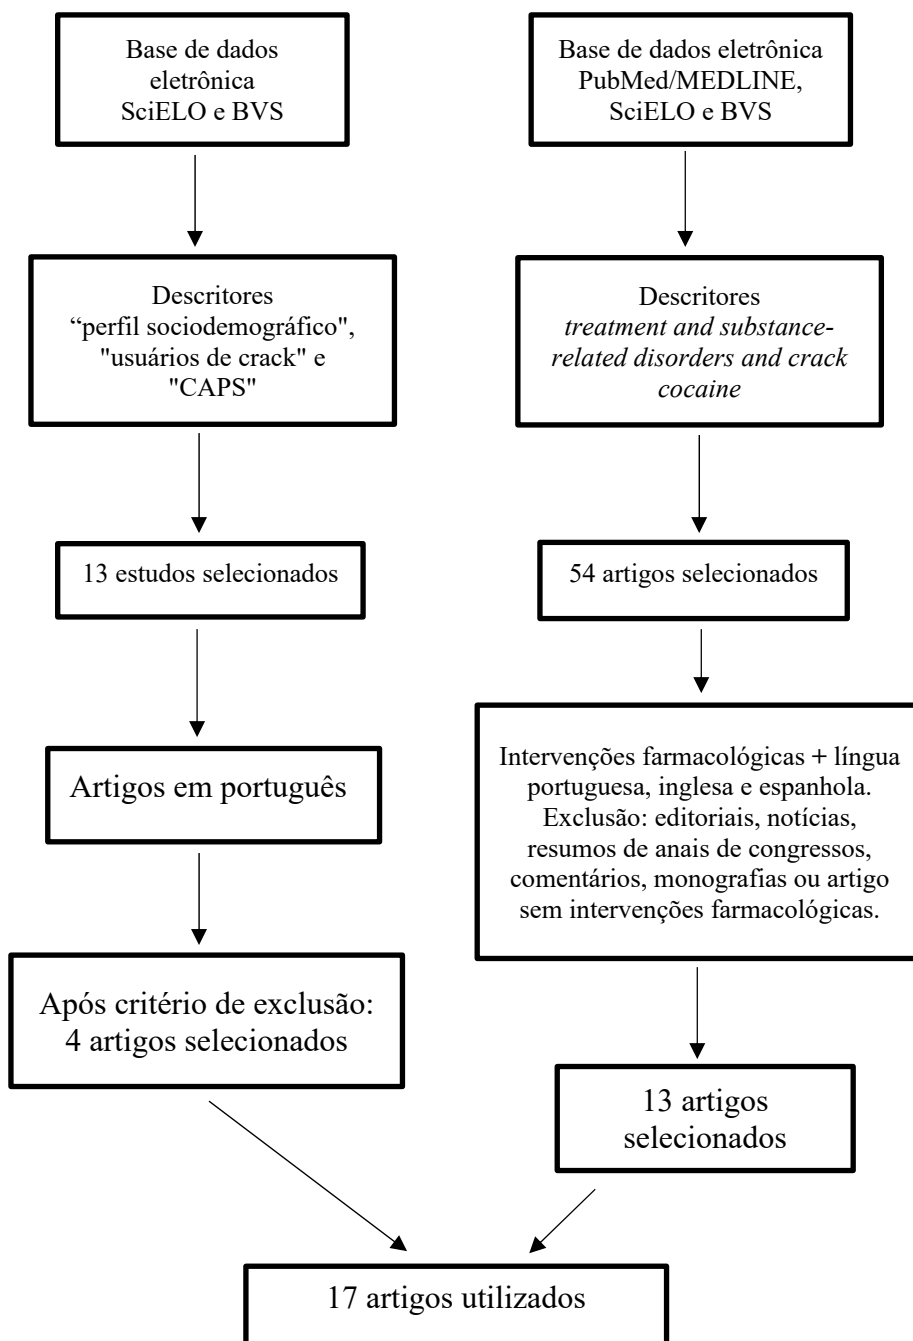 Base de dados
eletrônica
SciELO e BVS
Descritores
“perfil sociodemográfico",
"usuários de crack" e
"CAPS"
13 estudos selecionados
Artigos em português
Após critério de exclusão:
4 artigos selecionados
Base de dados eletrônica
PubMed/MEDLINE,
SciELO e BVS
Descritores
treatment and substance-
related disorders and crack
cocaine
54 artigos selecionados
Intervenções farmacológicas + língua
portuguesa, inglesa e espanhola.
Exclusão: editoriais, notícias,
resumos de anais de congressos,
comentários, monografias ou artigo
sem intervenções farmacológicas.
13 artigos
selecionados
17 artigos utilizados